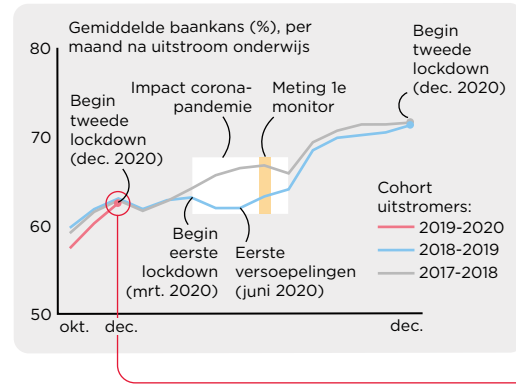 Gemiddelde baankans (%), per
maand na uitstroom onderwijs
80
70
60
50
Begin
tweede
lockdown
(dec. 2020)
Impact corona-
pandemie
Meting 1e
monitor
Begin
tweede
lockdown
(dec. 2020)
Begin
eerste
lockdown
(mrt. 2020)
Eerste
versoepelingen
(juni 2020)
Cohort
uitstromers:
2019-2020
2018-2019
2017-2018
okt.
dec.
dec.